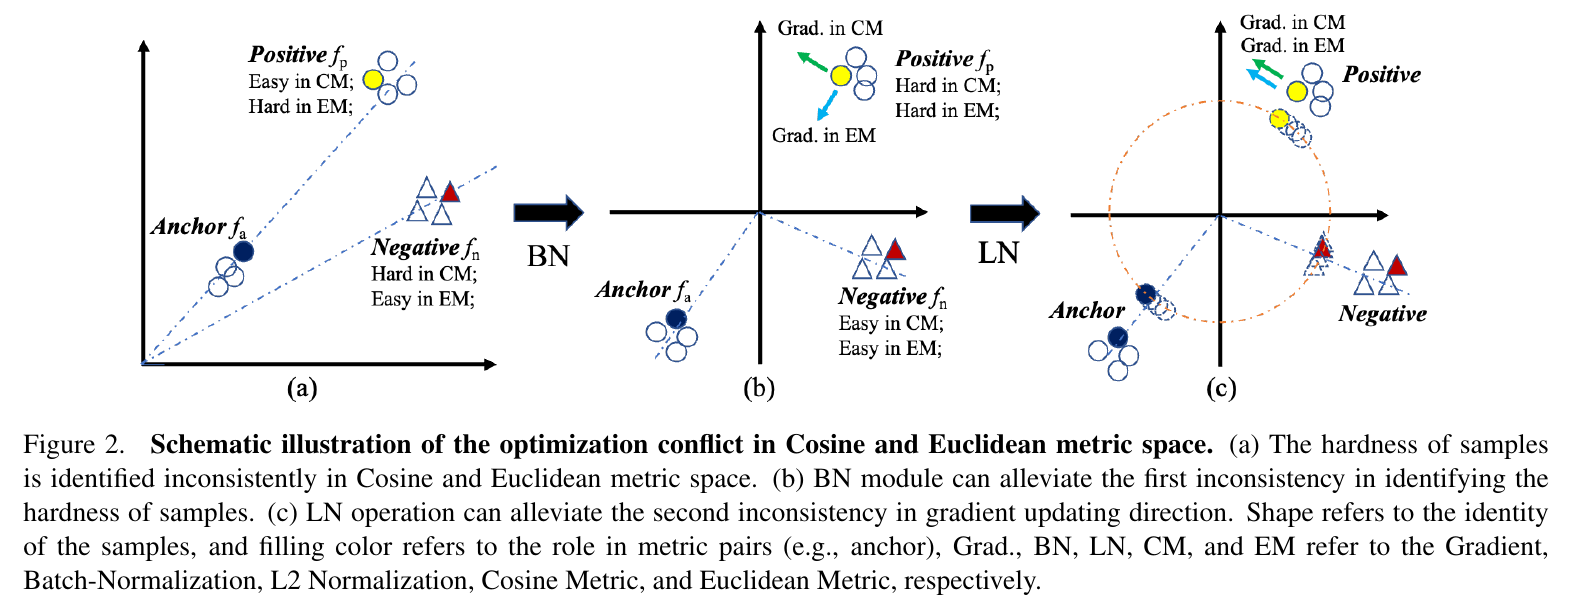 Positive fp
Easy in CM;
Hard in EM;
Anchor fa
Negative fn
Hard in CM;
Easy in EM;
(a)
BN
Grad. in CM
Grad. in EM
Positive fp
Hard in CM;
Hard in EM;
Anchor fa
Negative fn
Easy in CM;
Easy in EM;
(b)
LN
Grad. in CM
Grad. in EM
Positive
Anchor
Negative
(c)
Figure 2. Schematic illustration of the optimization conflict in Cosine and Euclidean metric space. (a) The hardness of samples
is identified inconsistently in Cosine and Euclidean metric space. (b) BN module can alleviate the first inconsistency in identifying the
hardness of samples. (c) LN operation can alleviate the second inconsistency in gradient updating direction. Shape refers to the identity
of the samples, and filling color refers to the role in metric pairs (e.g., anchor), Grad., BN, LN, CM, and EM refer to the Gradient,
Batch-Normalization, L2 Normalization, Cosine Metric, and Euclidean Metric, respectively.